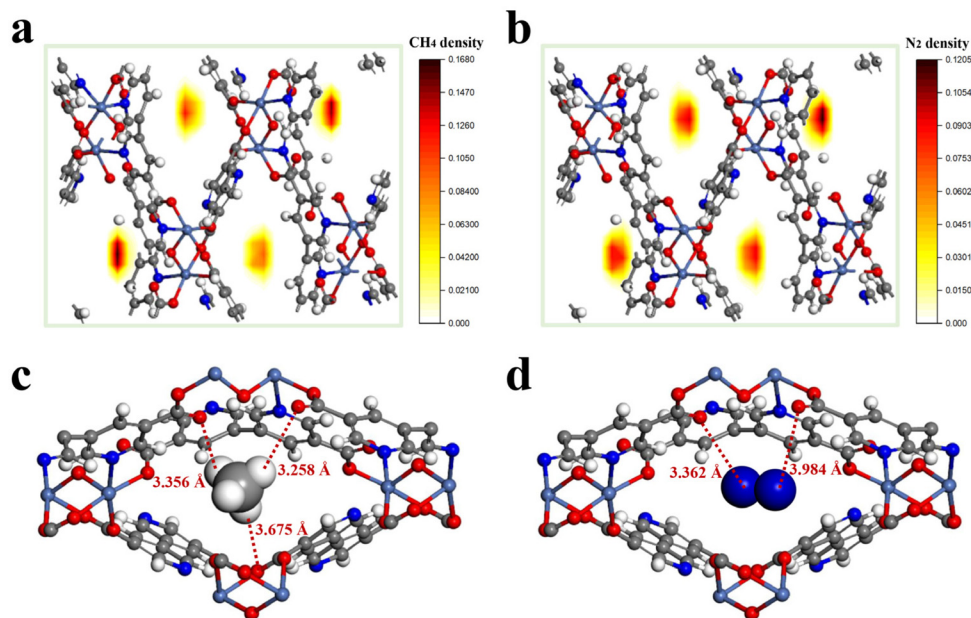 a
CH4 density
0.1680
0.1470
0.1260
0.1050
0.08400
0.06300
0.04200
0.02100
0.000
b
N2 density
0.1205
0.1054
0.0903
0.0753
0.0602
0.0451
0.0301
0.0150
0.000
c
3.356 Å
3.258 Å
3.675 Å
d
3.362 Å
3.984 Å